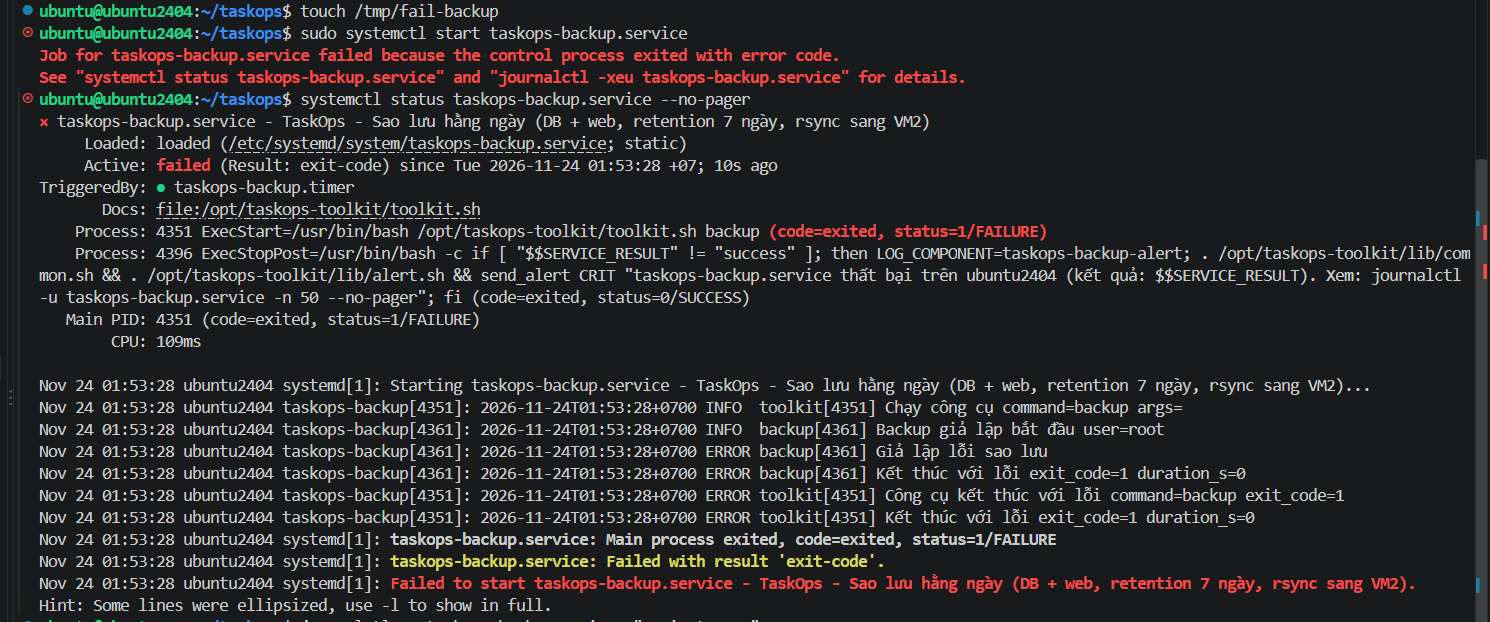 ubuntu@ubuntu2404:~/taskops$ touch /tmp/fail-backup
ubuntu@ubuntu2404:~/taskops$ sudo systemctl start taskops-backup.service
Job for taskops-backup.service failed because the control process exited with error code.
See "systemctl status taskops-backup.service" and "journalctl -xeu taskops-backup.service" for details.
ubuntu@ubuntu2404:~/taskops$ systemctl status taskops-backup.service --no-pager
× taskops-backup.service - TaskOps - Sao lưu hằng ngày (DB + web, retention 7 ngày, rsync sang VM2)
Loaded: loaded (/etc/systemd/system/taskops-backup.service; static)
Active: failed (Result: exit-code) since Tue 2026-11-24 01:53:28 +07; 10s ago
TriggeredBy: ● taskops-backup.timer
Docs: file:/opt/taskops-toolkit/toolkit.sh
Process: 4351 ExecStart=/usr/bin/bash /opt/taskops-toolkit/toolkit.sh backup (code=exited, status=1/FAILURE)
Process: 4396 ExecStopPost=/usr/bin/bash -c if [ "$$SERVICE_RESULT" != "success" ]; then LOG_COMPONENT=taskops-backup-alert; . /opt/taskops-toolkit/lib/com
mon.sh && . /opt/taskops-toolkit/lib/alert.sh && send_alert CRIT "taskops-backup.service thất bại trên ubuntu2404 (kết quả: $$SERVICE_RESULT). Xem: journalctl
-u taskops-backup.service -n 50 --no-pager"; fi (code=exited, status=0/SUCCESS)
Main PID: 4351 (code=exited, status=1/FAILURE)
CPU: 109ms
Nov 24 01:53:28 ubuntu2404 systemd[1]: Starting taskops-backup.service - TaskOps - Sao lưu hằng ngày (DB + web, retention 7 ngày, rsync sang VM2)...
Nov 24 01:53:28 ubuntu2404 taskops-backup[4351]: 2026-11-24T01:53:28+0700 INFO  toolkit[4351] Chạy công cụ command=backup args=
Nov 24 01:53:28 ubuntu2404 taskops-backup[4361]: 2026-11-24T01:53:28+0700 INFO  backup[4361] Backup giả lập bắt đầu user=root
Nov 24 01:53:28 ubuntu2404 taskops-backup[4361]: 2026-11-24T01:53:28+0700 ERROR backup[4361] Giả lập lỗi sao lưu
Nov 24 01:53:28 ubuntu2404 taskops-backup[4361]: 2026-11-24T01:53:28+0700 ERROR backup[4361] Kết thúc với lỗi exit_code=1 duration_s=0
Nov 24 01:53:28 ubuntu2404 taskops-backup[4351]: 2026-11-24T01:53:28+0700 ERROR toolkit[4351] Công cụ kết thúc với lỗi command=backup exit_code=1
Nov 24 01:53:28 ubuntu2404 taskops-backup[4351]: 2026-11-24T01:53:28+0700 ERROR toolkit[4351] Kết thúc với lỗi exit_code=1 duration_s=0
Nov 24 01:53:28 ubuntu2404 systemd[1]: taskops-backup.service: Main process exited, code=exited, status=1/FAILURE
Nov 24 01:53:28 ubuntu2404 systemd[1]: taskops-backup.service: Failed with result 'exit-code'.
Nov 24 01:53:28 ubuntu2404 systemd[1]: Failed to start taskops-backup.service - TaskOps - Sao lưu hằng ngày (DB + web, retention 7 ngày, rsync sang VM2).
Hint: Some lines were ellipsized, use -l to show in full.